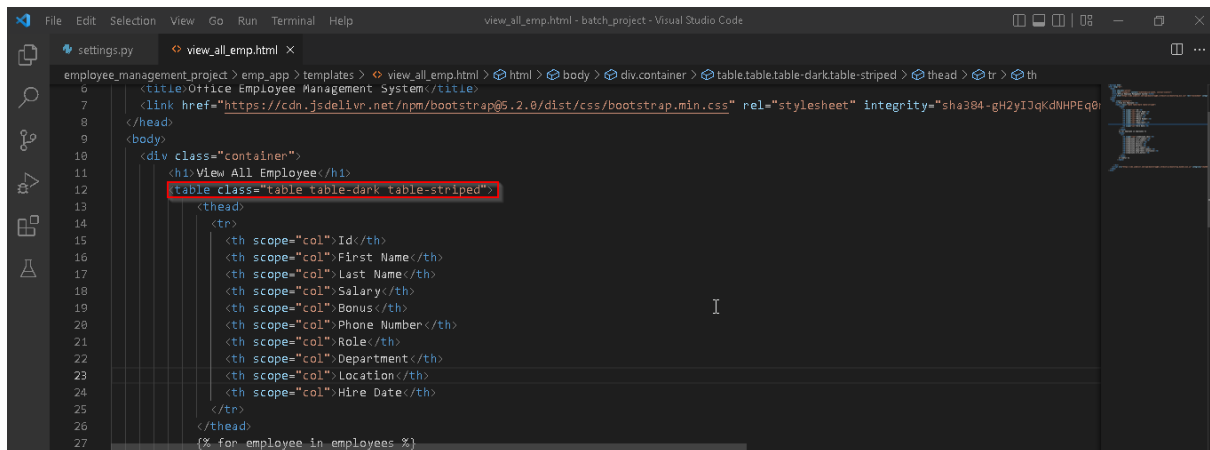 File Edit Selection View Go Run Terminal Help view_all_emp.html - batch_project - Visual Studio Code
settings.py view_all_emp.html
employee_management_project > emp_app > templates > view_all_emp.html > html > body > div.container > table.table.table-dark.table-striped > thead > tr > th
6 <title>Office Employee Management System</title>
7 <link href="https://cdn.jsdelivr.net/npm/bootstrap@5.2.0/dist/css/bootstrap.min.css" rel="stylesheet" integrity="sha384-gH2yIJqKdNHPEq0n
8 </head>
9 <body>
10 <div class="container">
11 <h1>View All Employee</h1>
12 <table class="table table-dark table-striped">
13 <thead>
14 <tr>
15 <th scope="col">Id</th>
16 <th scope="col">First Name</th>
17 <th scope="col">Last Name</th>
18 <th scope="col">Salary</th>
19 <th scope="col">Bonus</th>
20 <th scope="col">Phone Number</th>
21 <th scope="col">Role</th>
22 <th scope="col">Department</th>
23 <th scope="col">Location</th>
24 <th scope="col">Hire Date</th>
25 </tr>
26 </thead>
27 {% for employee in employees %}